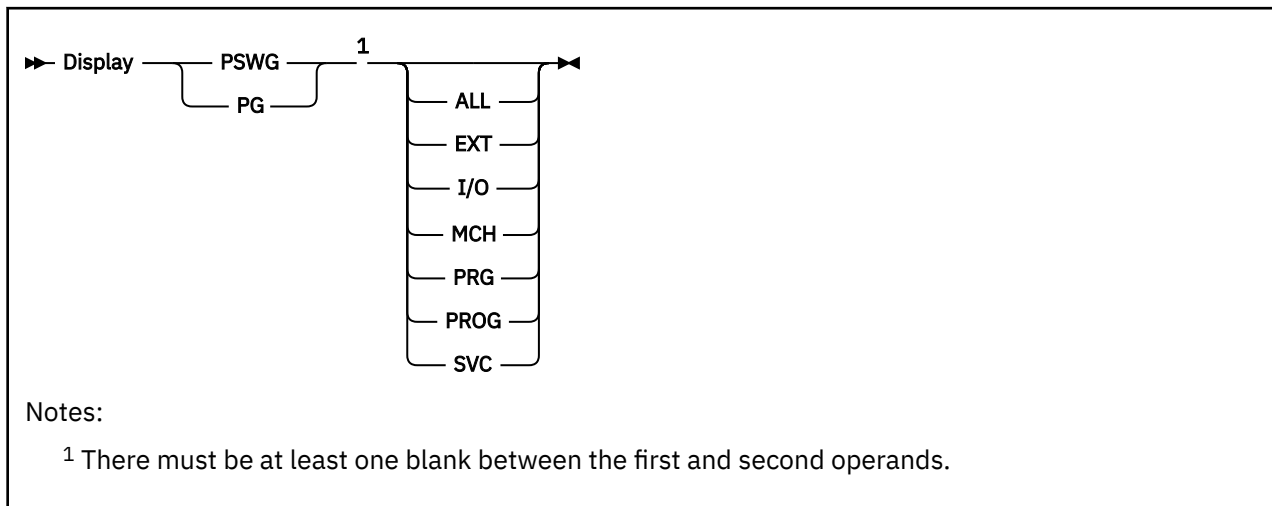 1
Display PSWG
PG
ALL
EXT
I/O
MCH
PRG
PROG
SVC
Notes:
1 There must be at least one blank between the first and second operands.